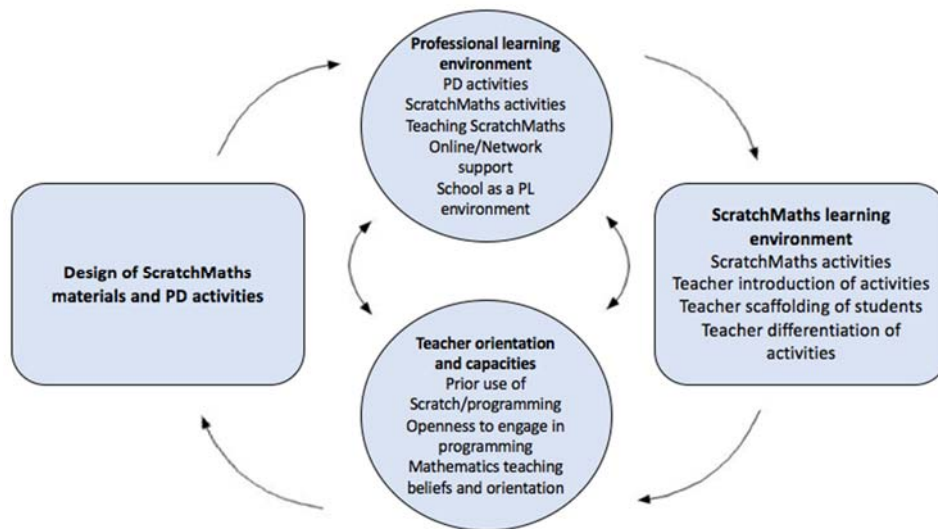 Professional learning
environment
PD activities
ScratchMaths activities
Teaching ScratchMaths
Online/Network
support
School as a PL
environment
Design of ScratchMaths
materials and PD activities
ScratchMaths learning
environment
ScratchMaths activities
Teacher introduction of activities
Teacher scaffolding of students
Teacher differentiation of
activities
Teacher orientation
and capacities
Prior use of
Scratch/programming
Openness to engage in
programming
Mathematics teaching
beliefs and orientation